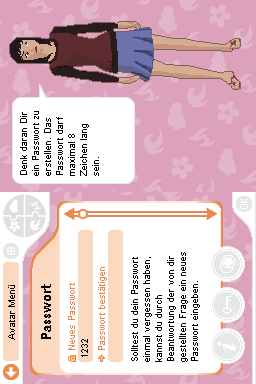 Denk daran Dir
ein Passwort zu
erstellen. Das
Passwort darf
maximal 8
Zeichen lang
sein.
Avatar Menü
Passwort
Neues Passwort
1232
Passwort bestätigen
Solltest du dein Passwort
einmal vergessen haben,
kannst du durch
Beantwortung der von dir
gestellten Frage ein neues
Passwort eingeben.
OK